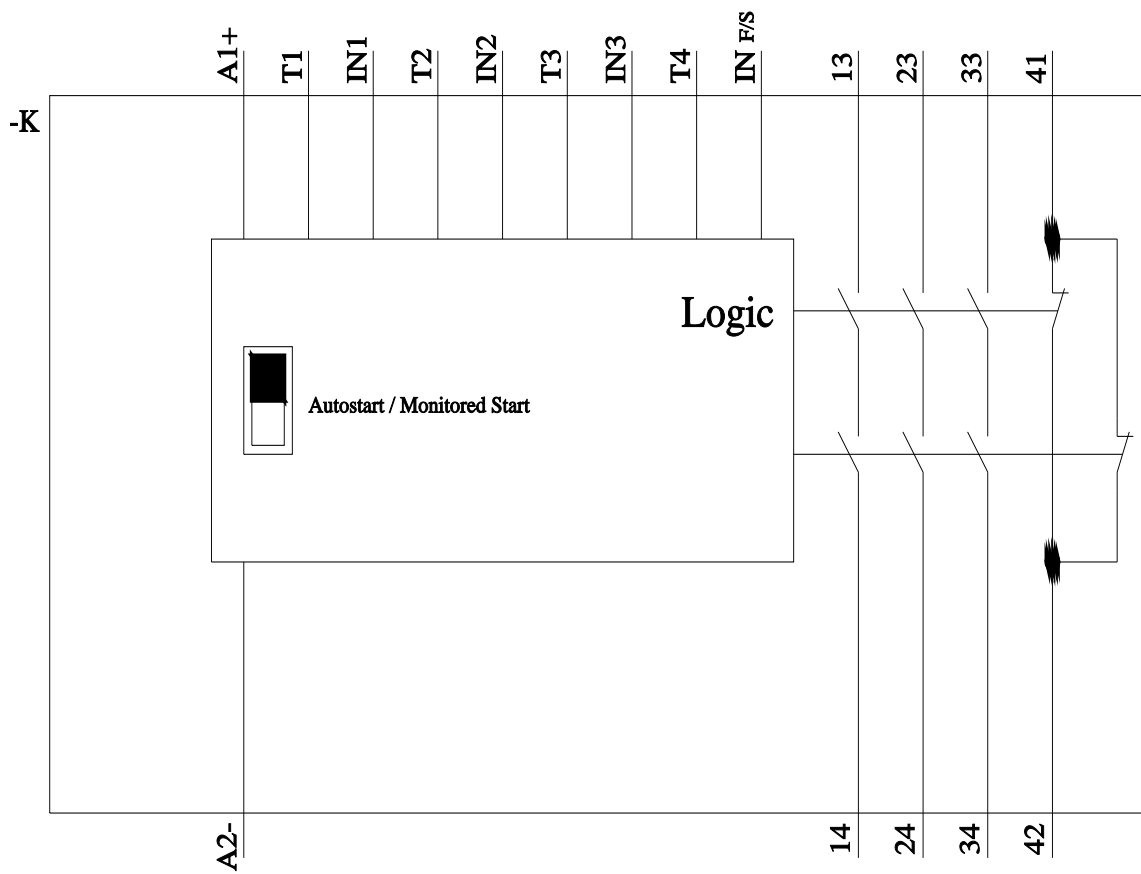 A1+
T1
IN1
T2
IN2
T3
IN3
T4
IN F/S
13
23
33
41
-K
Logic
Autostart / Monitored Start
A2-
14
24
34
42